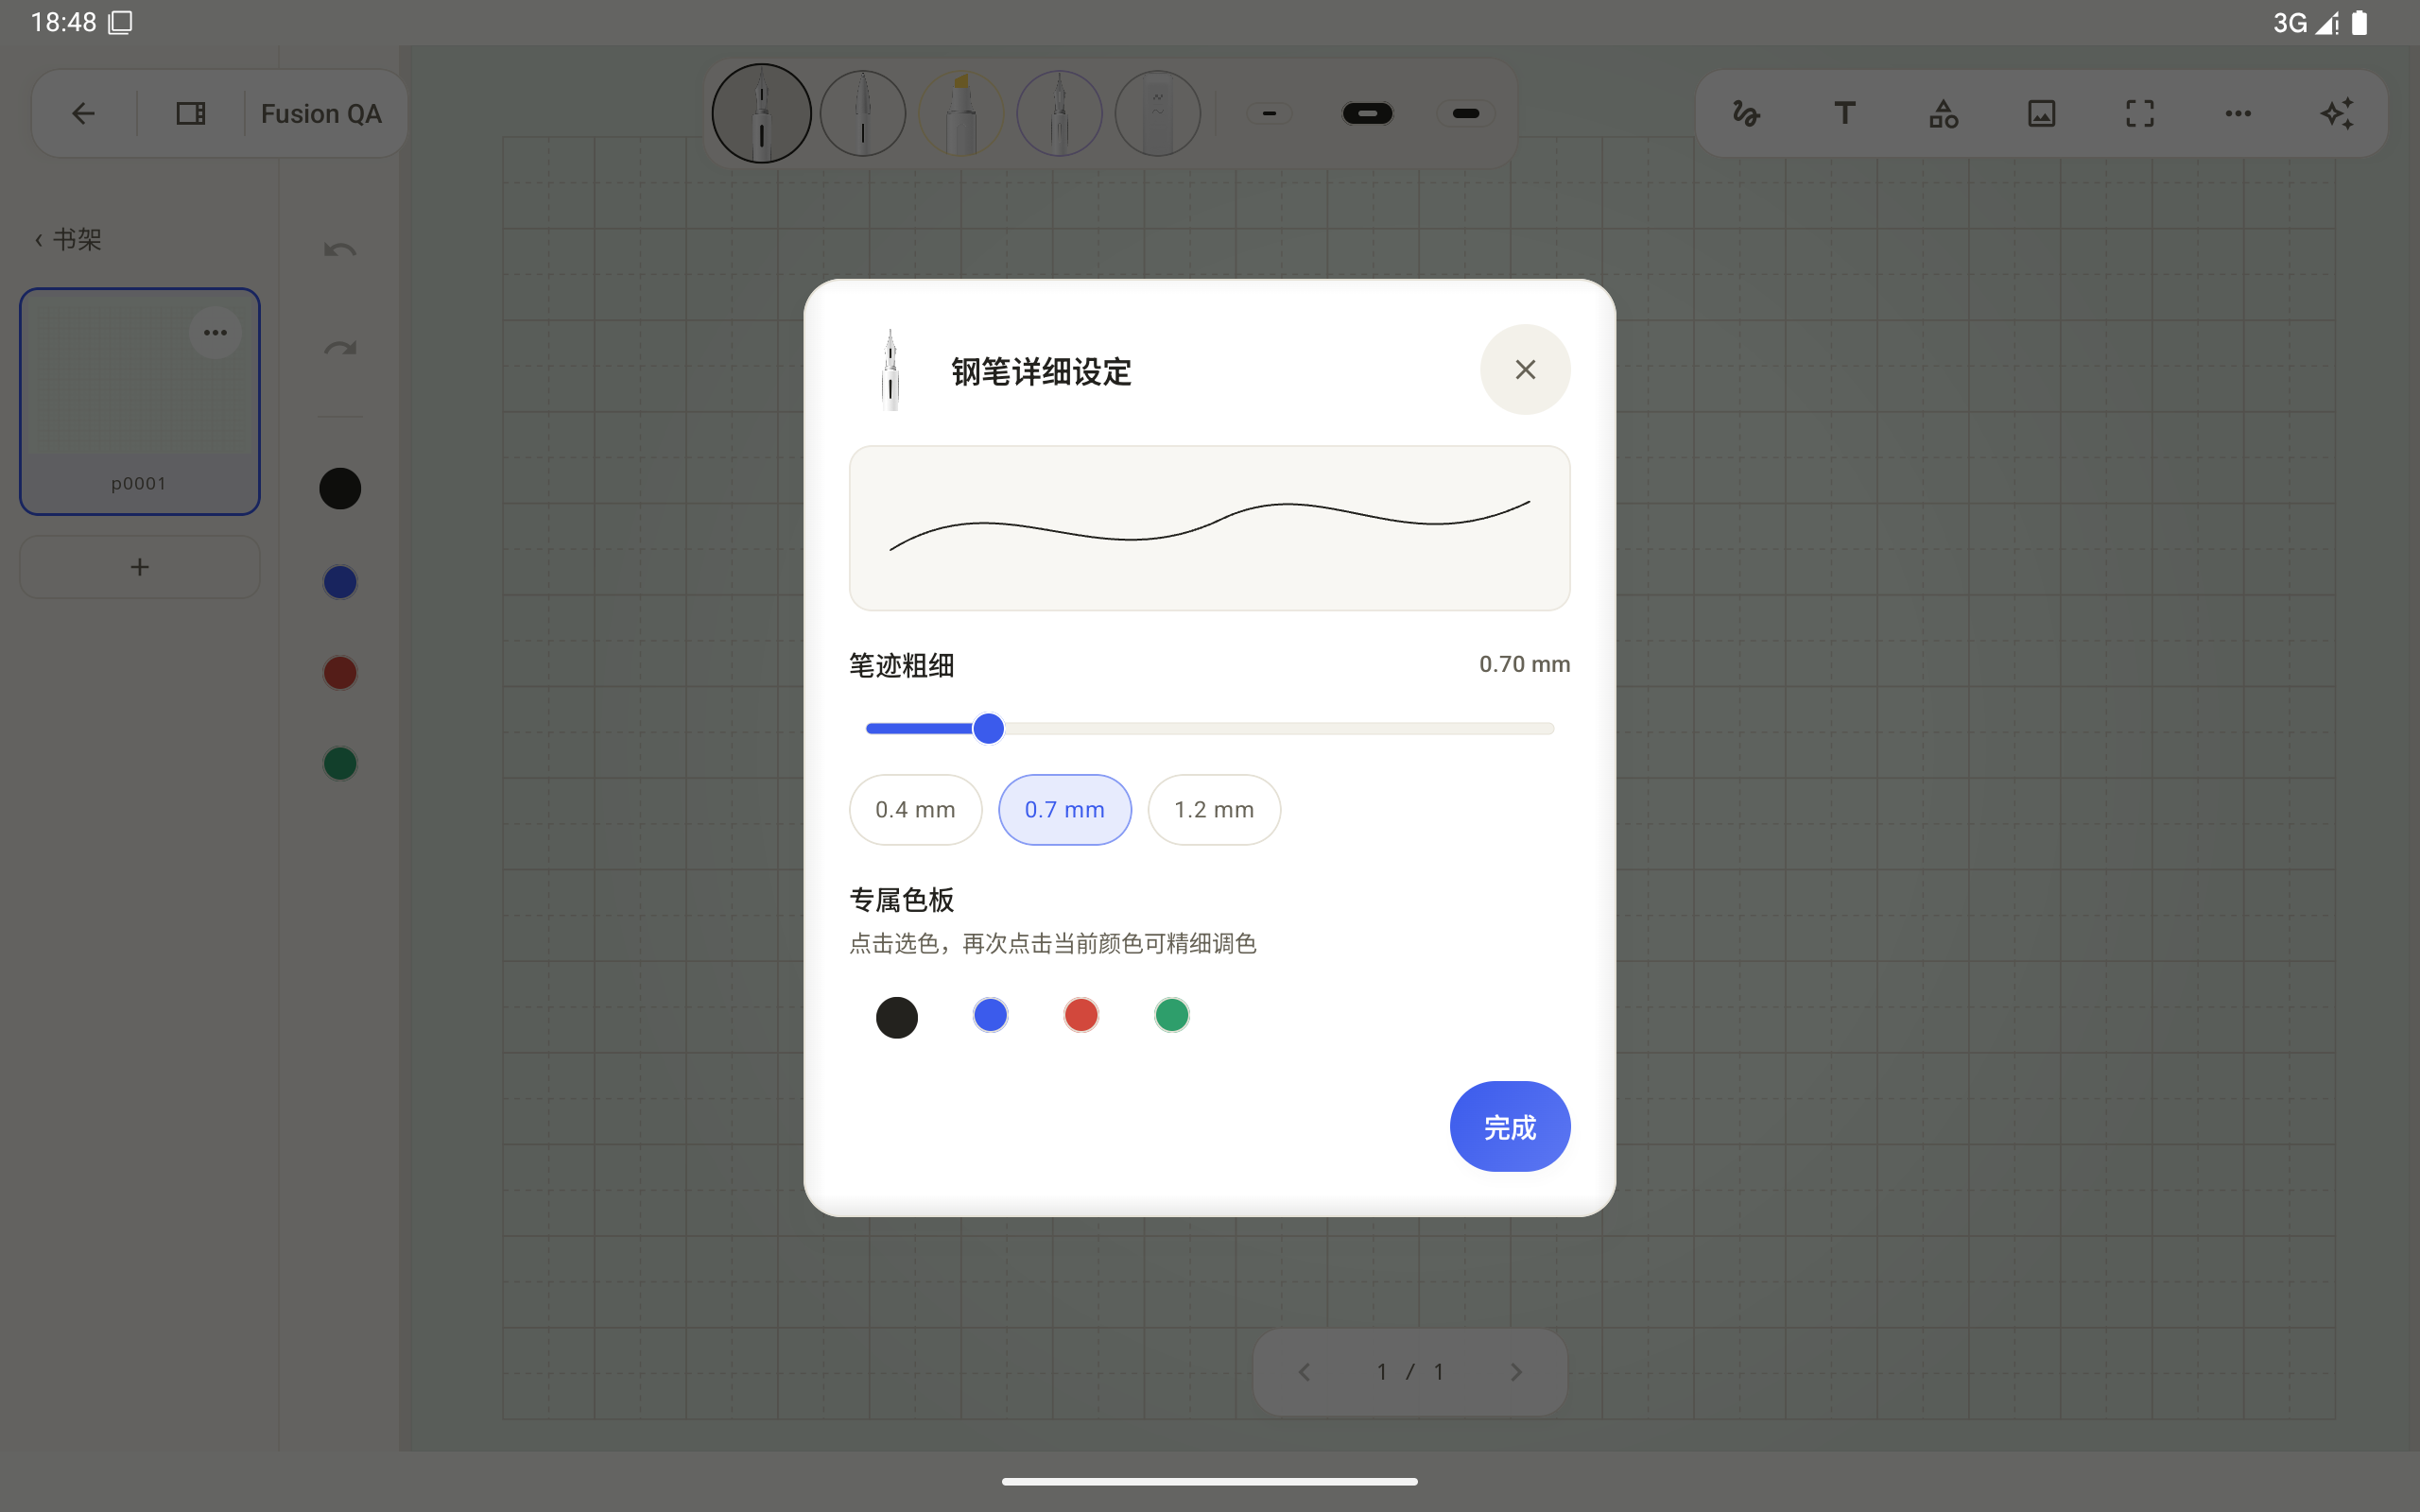 18:48
3G
Fusion QA
T
‹ 书架
p0001
+
钢笔详细设定
笔迹粗细
0.70 mm
0.4 mm
0.7 mm
1.2 mm
专属色板
点击选色，再次点击当前颜色可精细调色
完成
1 / 1